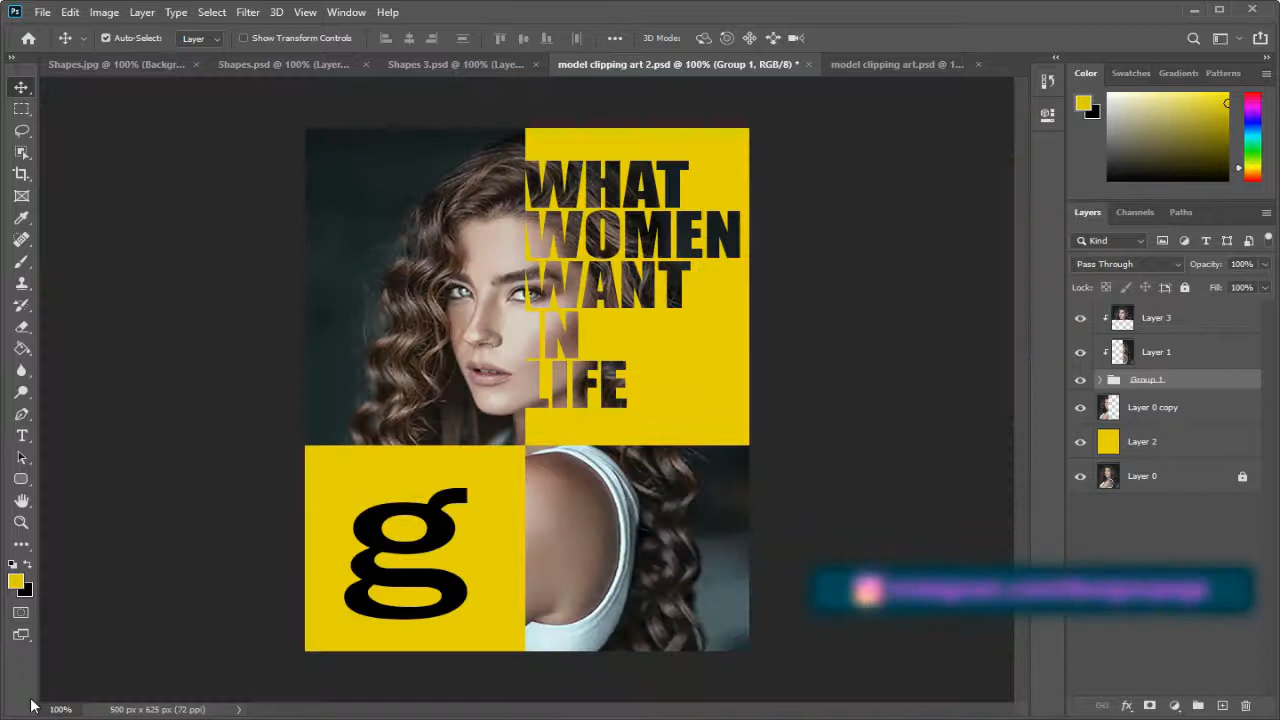 Ps File Edit Image Layer Type Select Filter 3D View Window Help
Auto-Select: Layer Show Transform Controls 3D Mode:
Shapes.jpg @ 100% (Backgr... Shapes.psd @ 100% (Layer... Shapes 3.psd @ 100% (Laye... model clipping art 2.psd @ 100% (Group 1, RGB/8) * model clipping art.psd @ 1...
Color Swatches Gradients Patterns
WHAT
WOMEN
WANT
IN
LIFE
g
Layers Channels Paths
Kind
Pass Through Opacity: 100%
Lock: Fill: 100%
Layer 3
Layer 1
Group 1
Layer 0 copy
Layer 2
Layer 0
100% 500 px x 625 px (72 ppi)